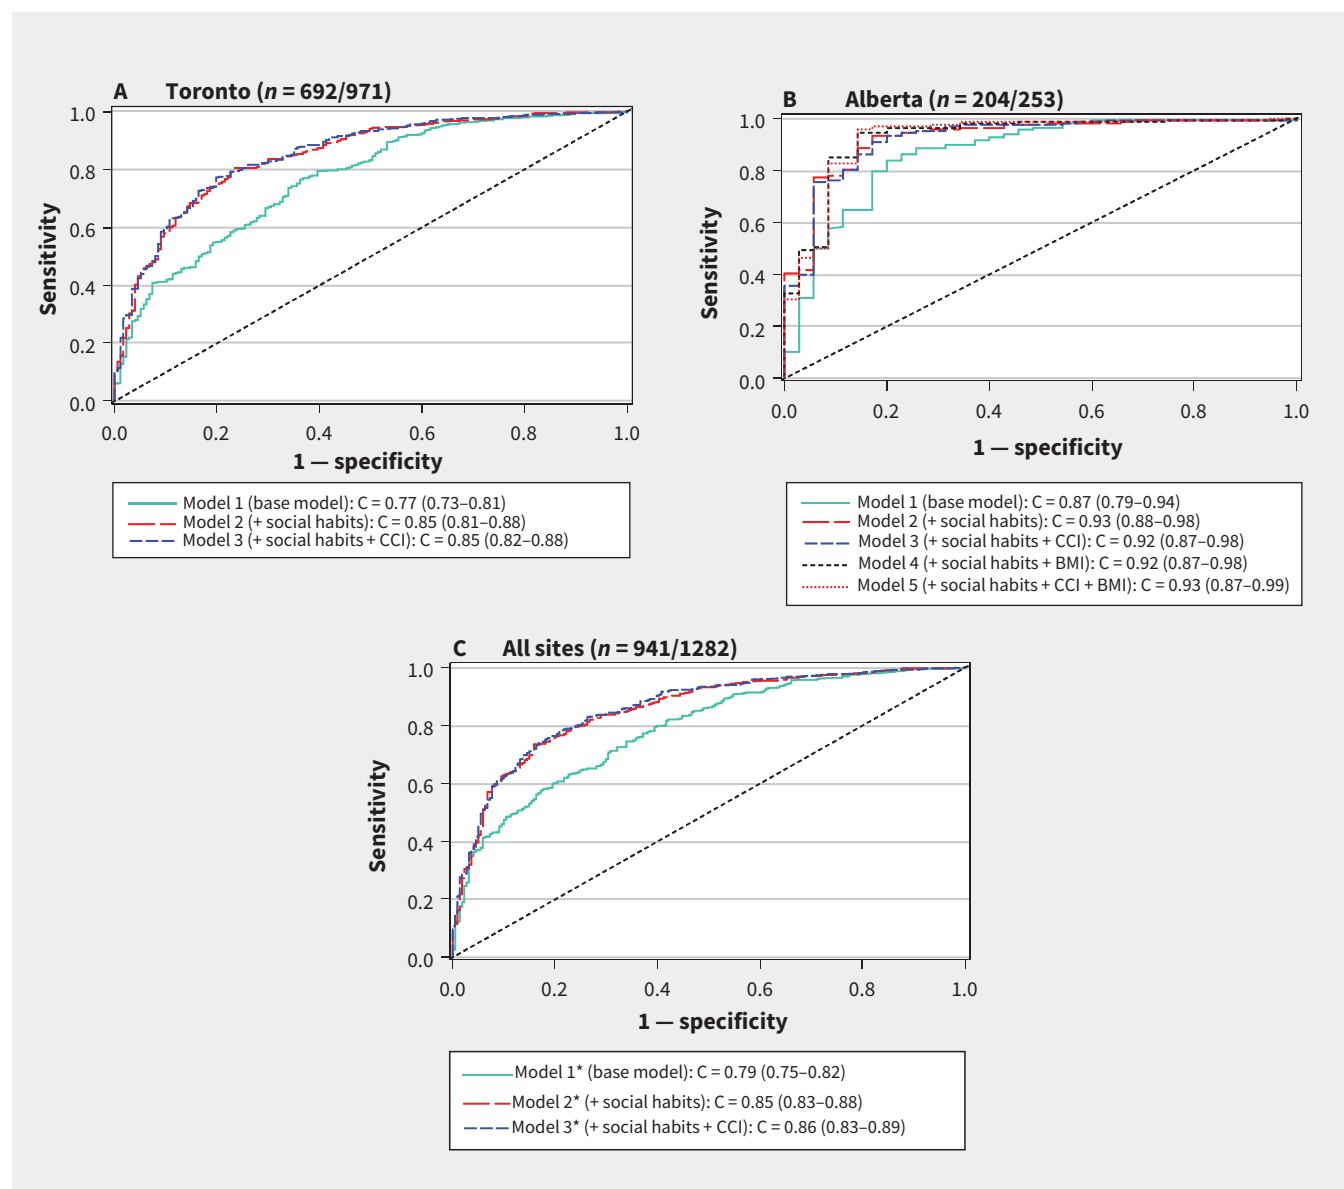 A Toronto (n = 692/971)
1.0
0.8
0.6
0.4
0.2
0.0
Sensitivity
0.0 0.2 0.4 0.6 0.8 1.0
1 — specificity
Model 1 (base model): C = 0.77 (0.73–0.81)
Model 2 (+ social habits): C = 0.85 (0.81–0.88)
Model 3 (+ social habits + CCI): C = 0.85 (0.82–0.88)
B Alberta (n = 204/253)
1.0
0.8
0.6
0.4
0.2
0.0
Sensitivity
0.0 0.2 0.4 0.6 0.8 1.0
1 — specificity
Model 1 (base model): C = 0.87 (0.79–0.94)
Model 2 (+ social habits): C = 0.93 (0.88–0.98)
Model 3 (+ social habits + CCI): C = 0.92 (0.87–0.98)
Model 4 (+ social habits + BMI): C = 0.92 (0.87–0.98)
Model 5 (+ social habits + CCI + BMI): C = 0.93 (0.87–0.99)
C All sites (n = 941/1282)
1.0
0.8
0.6
0.4
0.2
0.0
Sensitivity
0.0 0.2 0.4 0.6 0.8 1.0
1 — specificity
Model 1* (base model): C = 0.79 (0.75–0.82)
Model 2* (+ social habits): C = 0.85 (0.83–0.88)
Model 3* (+ social habits + CCI): C = 0.86 (0.83–0.89)